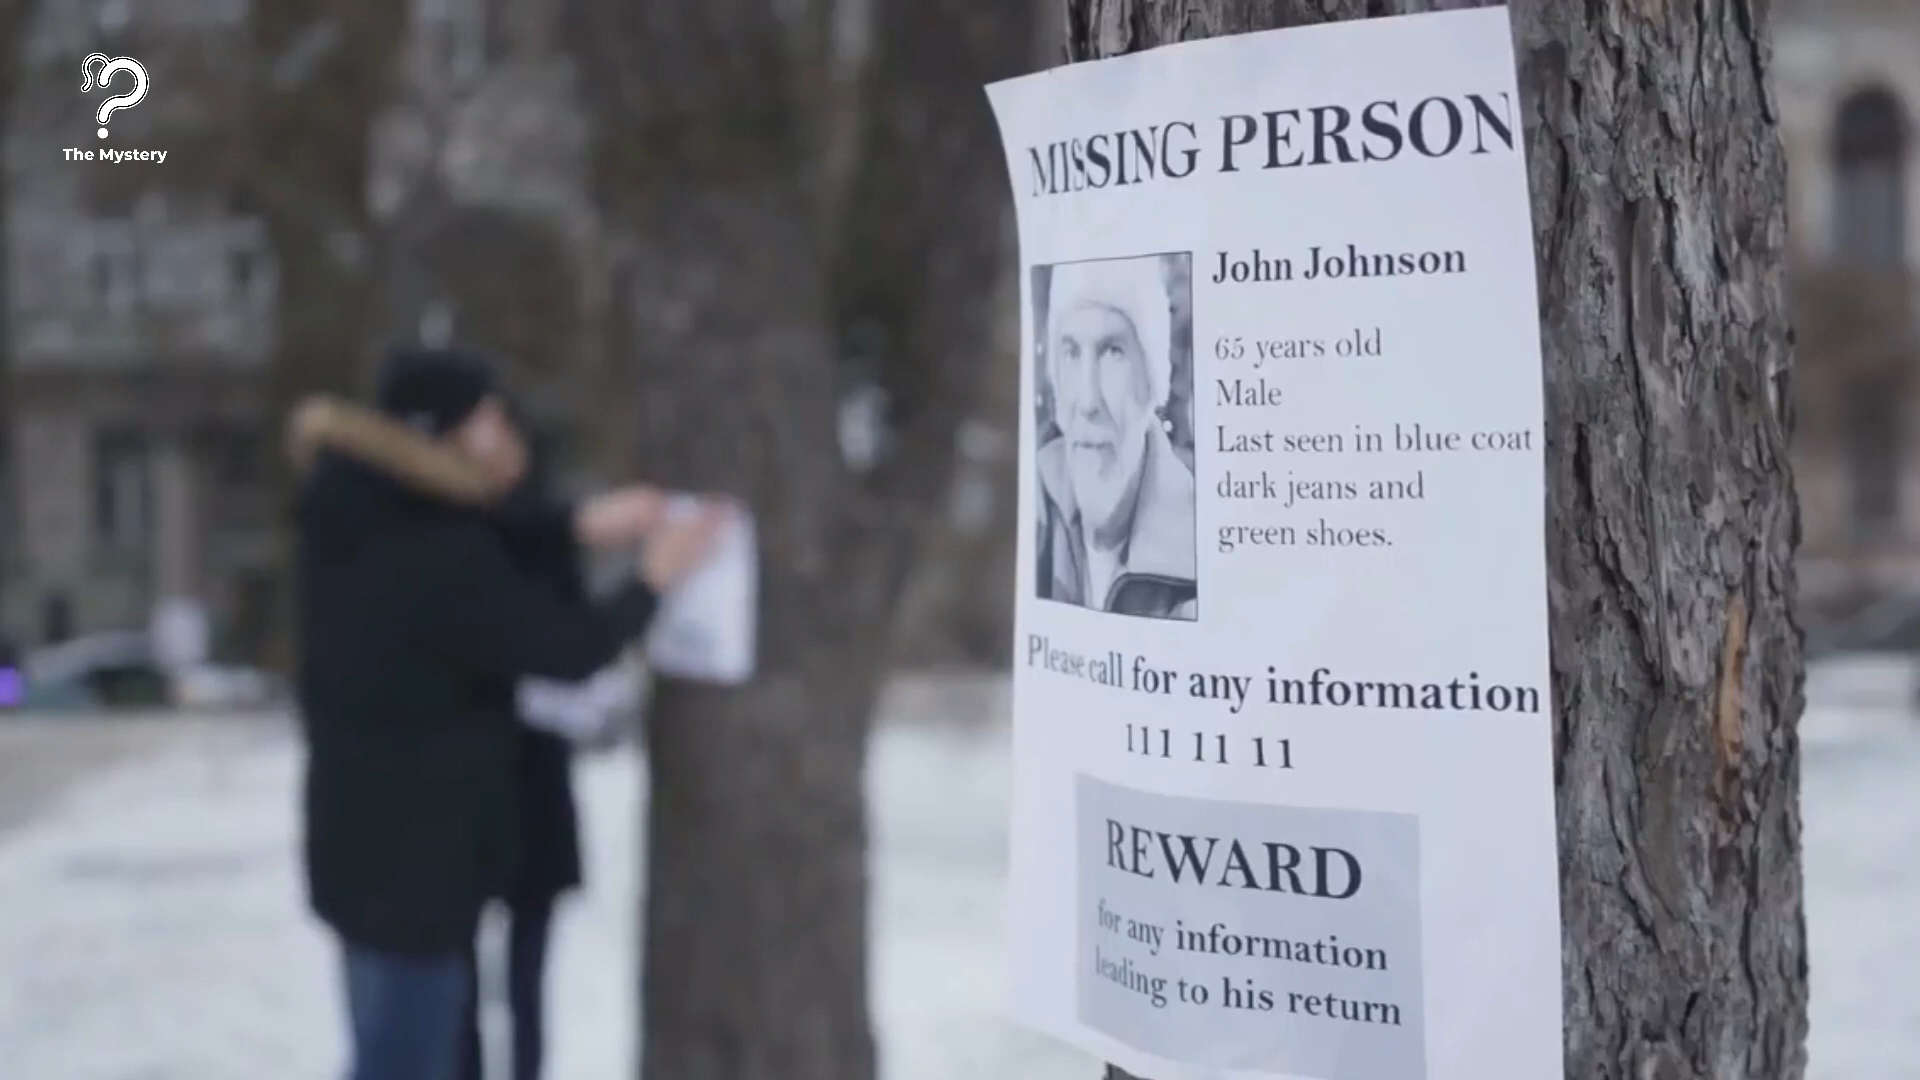 The Mystery
MISSING PERSON
John Johnson
65 years old
Male
Last seen in blue coat
dark jeans and
green shoes.
Please call for any information
111 11 11
REWARD
for any information
leading to his return